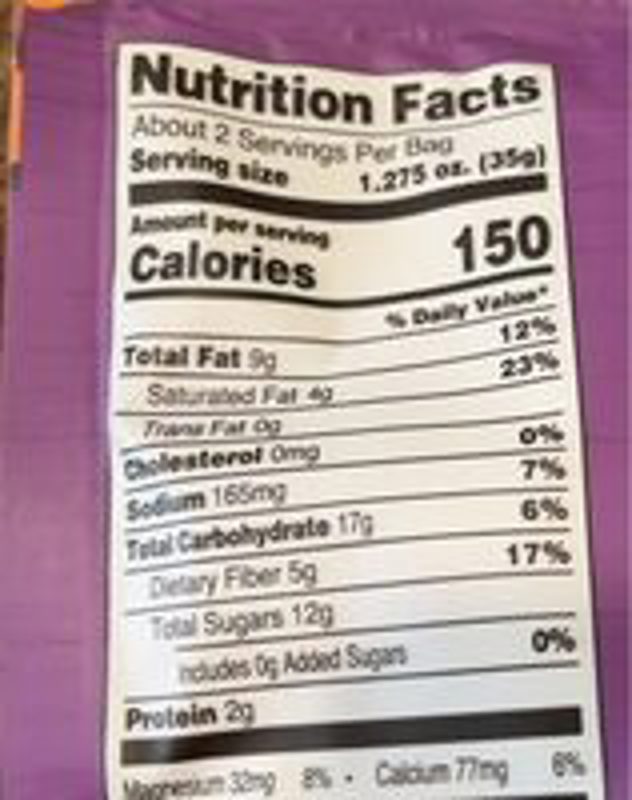 Nutrition Facts
About 2 Servings Per Bag
Serving size 1.275 oz. (35g)
Amount per serving
Calories 150
% Daily Value*
Total Fat 9g 12%
Saturated Fat 4g 23%
Trans Fat 0g
Cholesterol 0mg 0%
Sodium 165mg 7%
Total Carbohydrate 17g 6%
Dietary Fiber 5g 17%
Total Sugars 12g
Includes 0g Added Sugars 0%
Protein 2g
Magnesium 32mg 8% • Calcium 77mg 6%